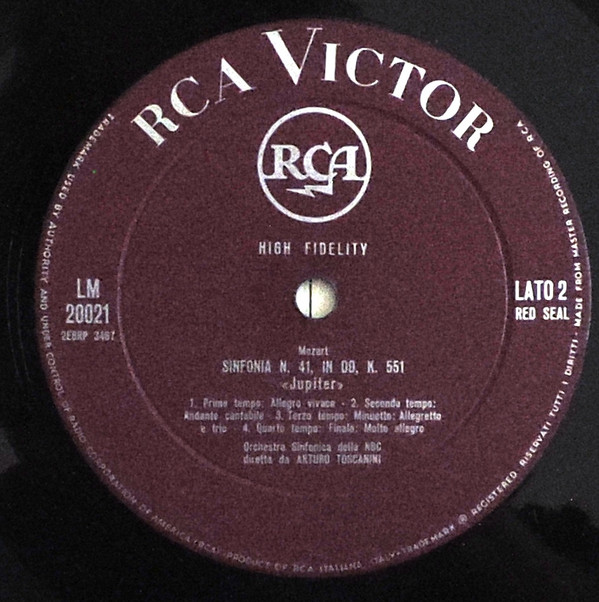 RCA VICTOR
RCA
HIGH FIDELITY
LM
20021
2EBRP 3467
LATO 2
RED SEAL
Mozart
SINFONIA N. 41, IN DO, K. 551
«Jupiter»
1. Primo tempo: Allegro vivace - 2. Secondo tempo:
Andante cantabile - 3. Terzo tempo: Minuetto: Allegretto
e trio - 4. Quarto tempo: Finale: Molto allegro
Orchestra Sinfonica della NBC
diretta da ARTURO TOSCANINI
TRADEMARK USED BY AUTHORITY AND UNDER CONTROL OF RADIO CORPORATION OF AMERICA (RCA) - PRODUCT OF RCA ITALIANA, ITALY - TRADEMARK ® REGISTERED. RISERVATI TUTTI I DIRITTI - MADE FROM MASTER RECORDING OF RCA